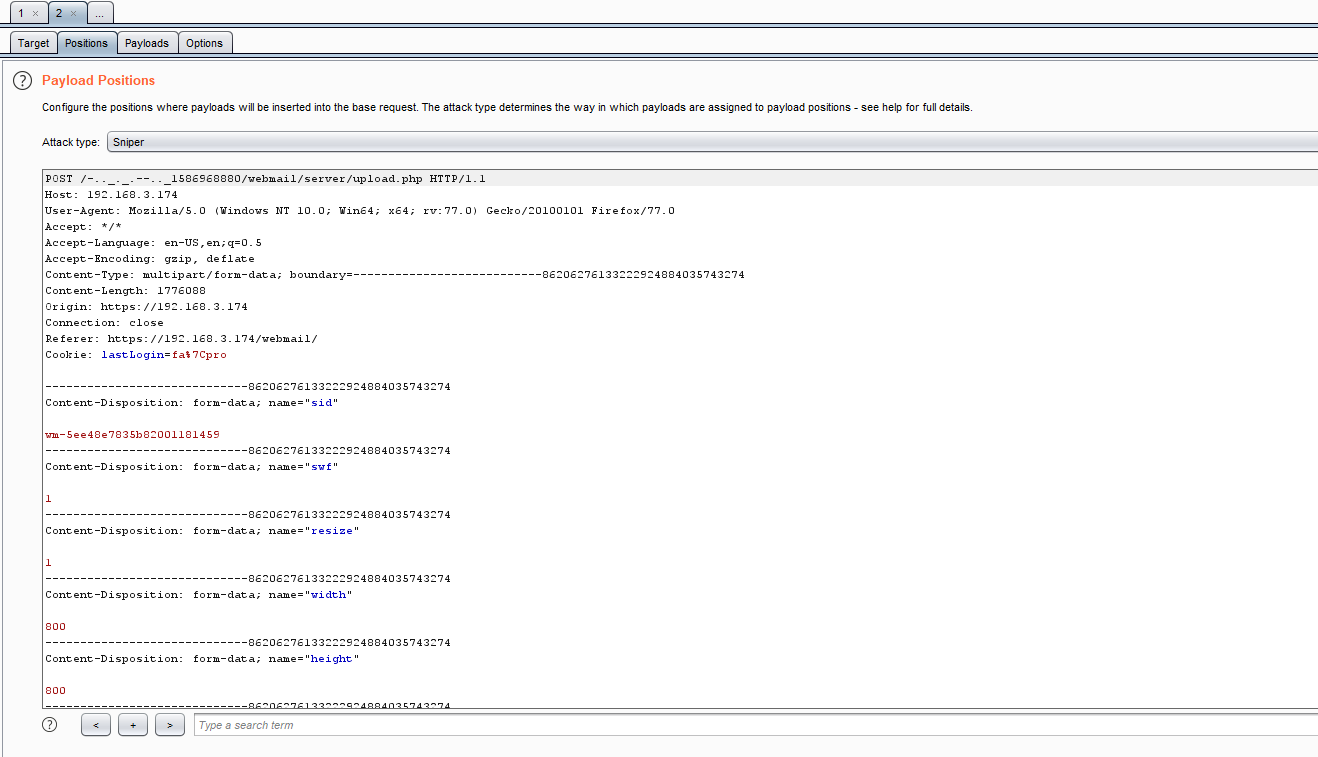 1 × 2 × ...
Target Positions Payloads Options
? Payload Positions
Configure the positions where payloads will be inserted into the base request. The attack type determines the way in which payloads are assigned to payload positions - see help for full details.
Attack type: Sniper
POST /-.._._.--.._1586968880/webmail/server/upload.php HTTP/1.1
Host: 192.168.3.174
User-Agent: Mozilla/5.0 (Windows NT 10.0; Win64; x64; rv:77.0) Gecko/20100101 Firefox/77.0
Accept: */*
Accept-Language: en-US,en;q=0.5
Accept-Encoding: gzip, deflate
Content-Type: multipart/form-data; boundary=---------------------------862062761332229248840357432​74
Content-Length: 1776088
Origin: https://192.168.3.174
Connection: close
Referer: https://192.168.3.174/webmail/
Cookie: lastLogin=fa%7Cpro
-----------------------------86206276133222924884035743274
Content-Disposition: form-data; name="sid"
wm-5ee48e7835b82001181459
-----------------------------86206276133222924884035743274
Content-Disposition: form-data; name="swf"
1
-----------------------------86206276133222924884035743274
Content-Disposition: form-data; name="resize"
1
-----------------------------86206276133222924884035743274
Content-Disposition: form-data; name="width"
800
-----------------------------86206276133222924884035743274
Content-Disposition: form-data; name="height"
800
-----------------------------86206276133222924884035743274
? < + > Type a search term